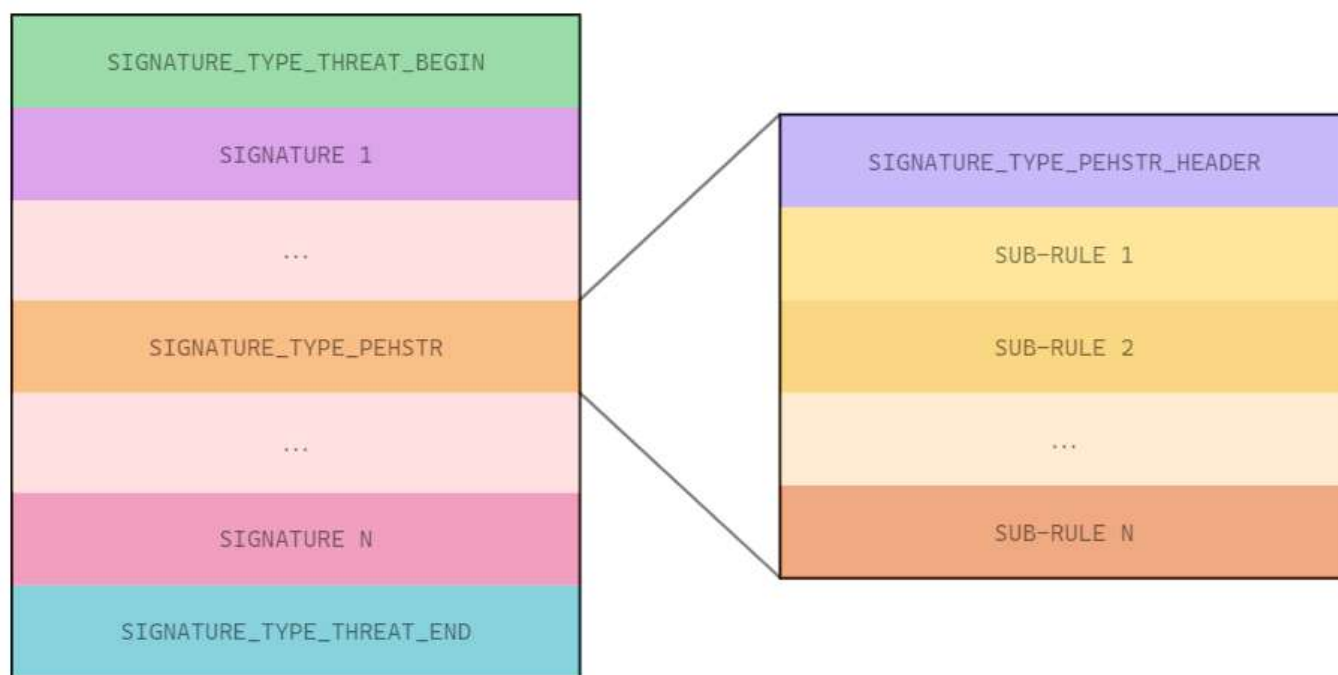 SIGNATURE_TYPE_THREAT_BEGIN
SIGNATURE 1
...
SIGNATURE_TYPE_PEHSTR
...
SIGNATURE N
SIGNATURE_TYPE_THREAT_END
SIGNATURE_TYPE_PEHSTR_HEADER
SUB-RULE 1
SUB-RULE 2
...
SUB-RULE N